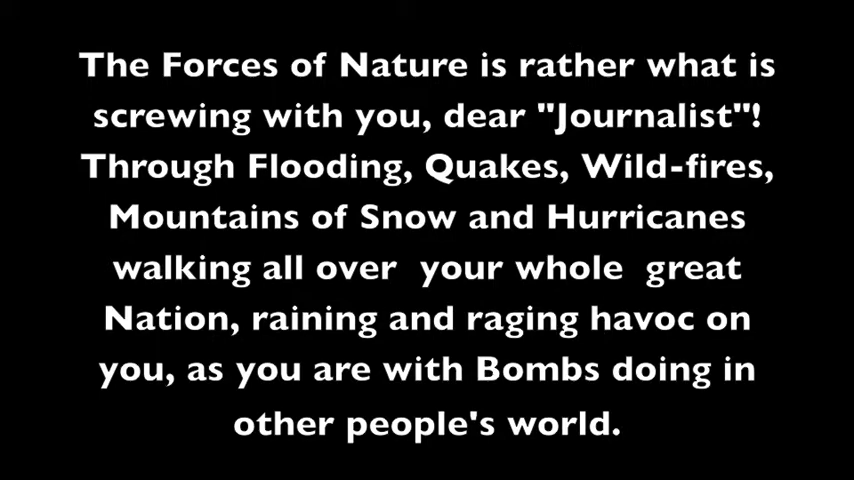 The Forces of Nature is rather what is
screwing with you, dear "Journalist"!
Through Flooding, Quakes, Wild-fires,
Mountains of Snow and Hurricanes
walking all over  your whole  great
Nation, raining and raging havoc on
you, as you are with Bombs doing in
other people's world.